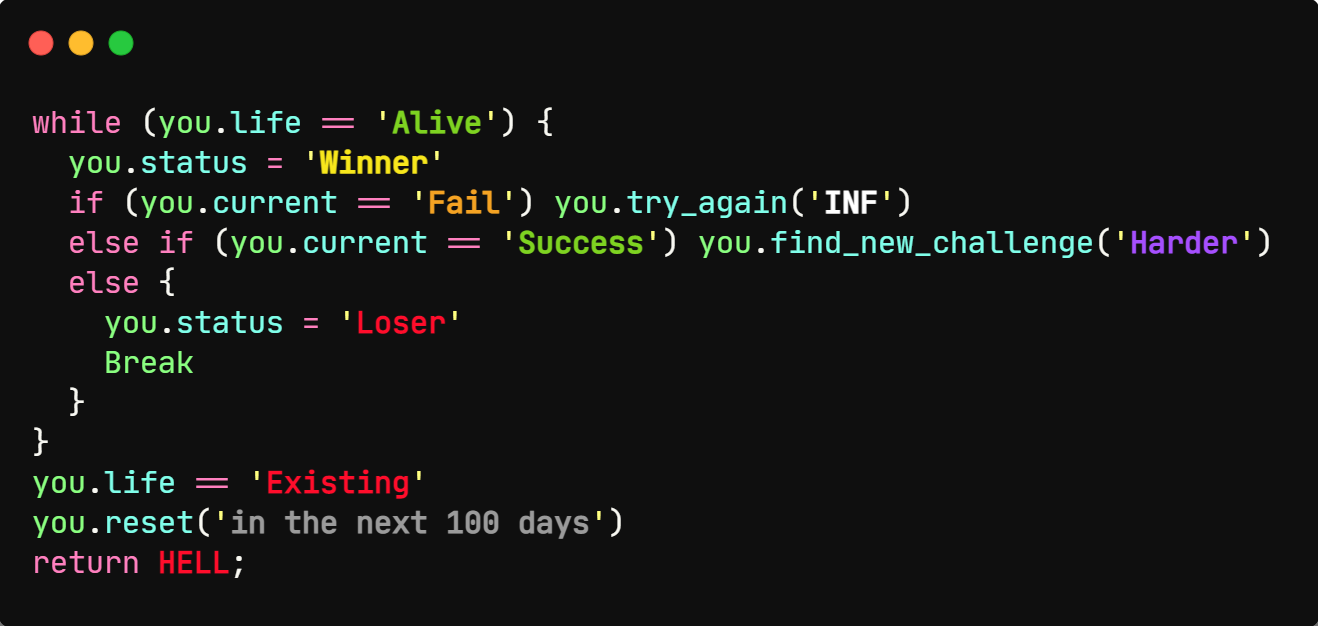 while (you.life == 'Alive') {
  you.status = 'Winner'
  if (you.current == 'Fail') you.try_again('INF')
  else if (you.current == 'Success') you.find_new_challenge('Harder')
  else {
    you.status = 'Loser'
    Break
  }
}
you.life == 'Existing'
you.reset('in the next 100 days')
return HELL;